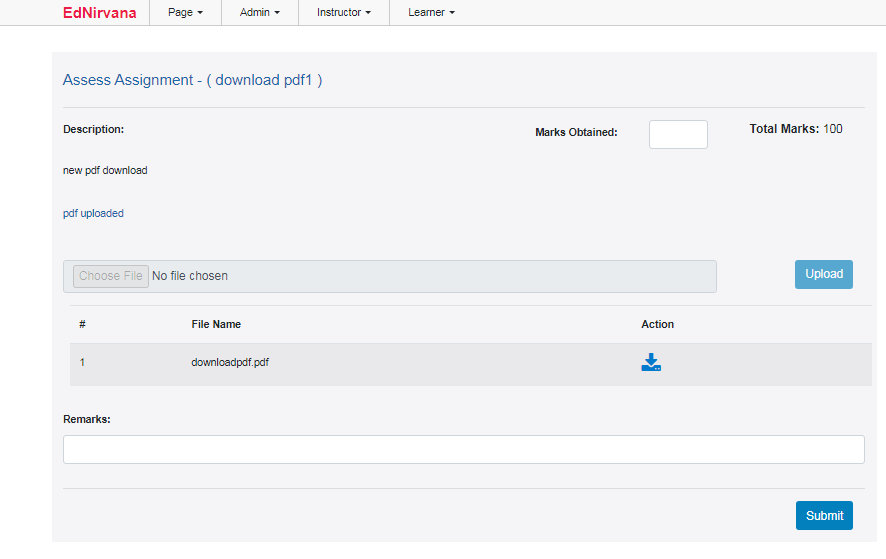 EdNirvana Page Admin Instructor Learner
Assess Assignment - ( download pdf1 )
Description: Marks Obtained: Total Marks: 100
new pdf download
pdf uploaded
Choose File No file chosen Upload
# File Name Action
1 downloadpdf.pdf
Remarks:
Submit